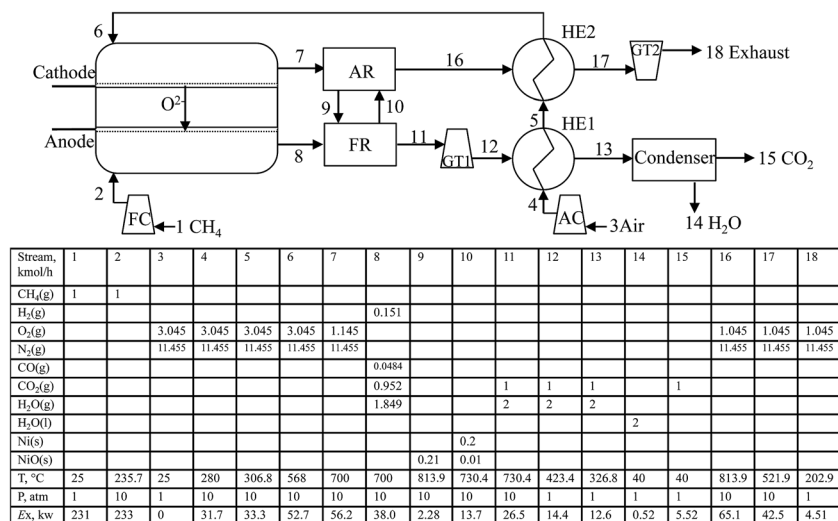 6
7
AR
16
HE2
17
GT2
18 Exhaust
Cathode
O²⁻
9
10
5
HE1
Anode
8
FR
11
GT1
12
13
Condenser
15 CO₂
2
FC
1 CH₄
4
AC
3Air
14 H₂O
Stream, kmol/h 1 2 3 4 5 6 7 8 9 10 11 12 13 14 15 16 17 18
CH₄(g) 1 1
H₂(g) 0.151
O₂(g) 3.045 3.045 3.045 3.045 1.145 1.045 1.045 1.045
N₂(g) 11.455 11.455 11.455 11.455 11.455 11.455 11.455 11.455
CO(g) 0.0484
CO₂(g) 0.952 1 1 1 1
H₂O(g) 1.849 2 2 2
H₂O(l) 2
Ni(s) 0.2
NiO(s) 0.21 0.01
T, °C 25 235.7 25 280 306.8 568 700 700 813.9 730.4 730.4 423.4 326.8 40 40 813.9 521.9 202.9
P, atm 1 10 1 10 10 10 10 10 10 10 10 1 1 1 1 10 10 1
Ex, kw 231 233 0 31.7 33.3 52.7 56.2 38.0 2.28 13.7 26.5 14.4 12.6 0.52 5.52 65.1 42.5 4.51